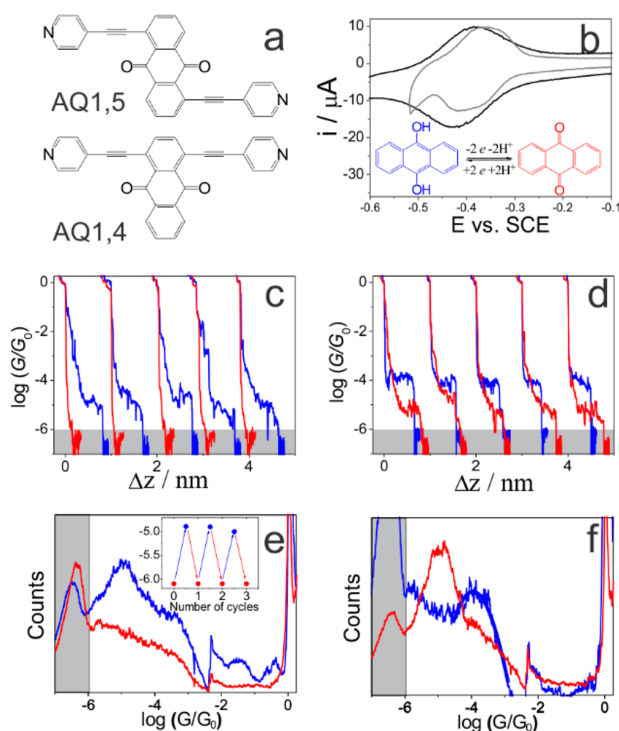 a
N
O
O
N
AQ1,5
N
N
O
O
AQ1,4
b
i / µA
10
0
-10
-20
-30
OH
OH
-2 e -2H⁺
+2 e +2H⁺
O
O
-0.6 -0.5 -0.4 -0.3 -0.2 -0.1
E vs. SCE
c
log (G/G₀)
0
-2
-4
-6
0 2 4
Δz / nm
d
log (G/G₀)
0
-2
-4
-6
0 2 4
Δz / nm
e
Counts
-5.0
-5.5
-6.0
0 1 2 3
Number of cycles
-6 -4 -2 0
log (G/G₀)
f
Counts
-6 -4 -2 0
log (G/G₀)